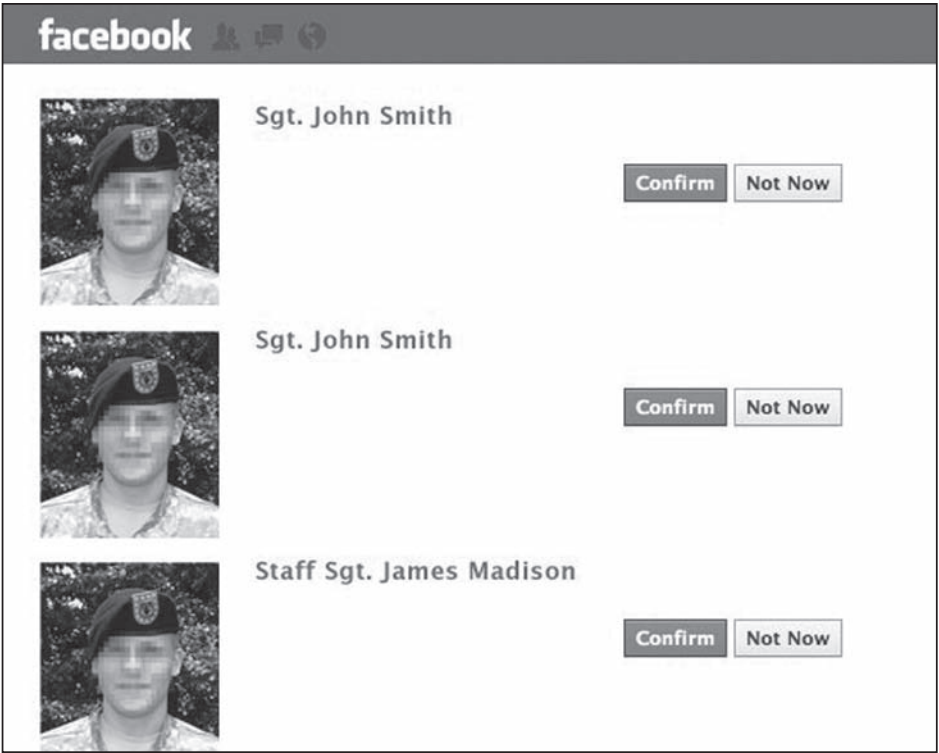 facebook
Sgt. John Smith
Confirm Not Now
Sgt. John Smith
Confirm Not Now
Staff Sgt. James Madison
Confirm Not Now